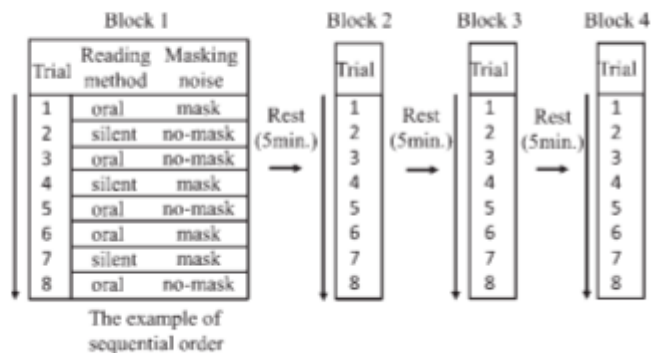 Block 1
Block 2
Block 3
Block 4
Trial Reading method Masking noise
1 oral mask
2 silent no-mask
3 oral no-mask
4 silent mask
5 oral no-mask
6 oral mask
7 silent mask
8 oral no-mask
The example of
sequential order
Rest
(5min.)
Trial
1
2
3
4
5
6
7
8
Rest
(5min.)
Trial
1
2
3
4
5
6
7
8
Rest
(5min.)
Trial
1
2
3
4
5
6
7
8